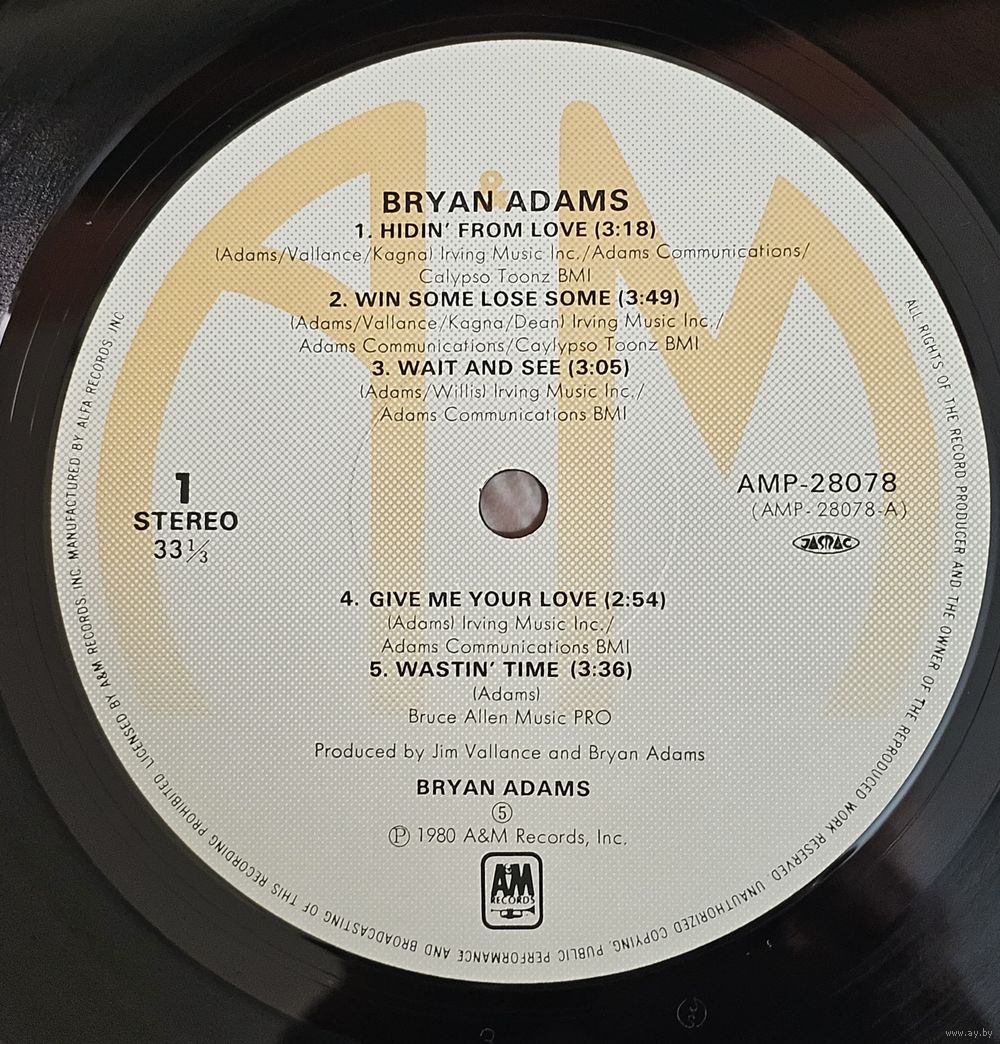 &
BRYAN ADAMS
1. HIDIN' FROM LOVE (3:18)
(Adams/Vallance/Kagna) Irving Music Inc./Adams Communications/
Calypso Toonz BMI
2. WIN SOME LOSE SOME (3:49)
(Adams/Vallance/Kagna/Dean) Irving Music Inc./
Adams Communications/Caylypso Toonz BMI
3. WAIT AND SEE (3:05)
(Adams/Willis) Irving Music Inc./
Adams Communications BMI
1
STEREO
33⅓
AMP-28078
(AMP-28078-A)
JASRAC
4. GIVE ME YOUR LOVE (2:54)
(Adams) Irving Music Inc./
Adams Communications BMI
5. WASTIN' TIME (3:36)
(Adams)
Bruce Allen Music PRO
Produced by Jim Vallance and Bryan Adams
BRYAN ADAMS
⑤
Ⓟ 1980 A&M Records, Inc.
A&M
RECORDS
ALL RIGHTS OF THE RECORD PRODUCER AND THE OWNER OF THE REPRODUCED WORK RESERVED. UNAUTHORIZED COPYING, PUBLIC PERFORMANCE AND BROADCASTING OF THIS RECORDING PROHIBITED. LICENSED BY A&M RECORDS, INC. MANUFACTURED BY ALFA RECORDS, INC
www.ay.by